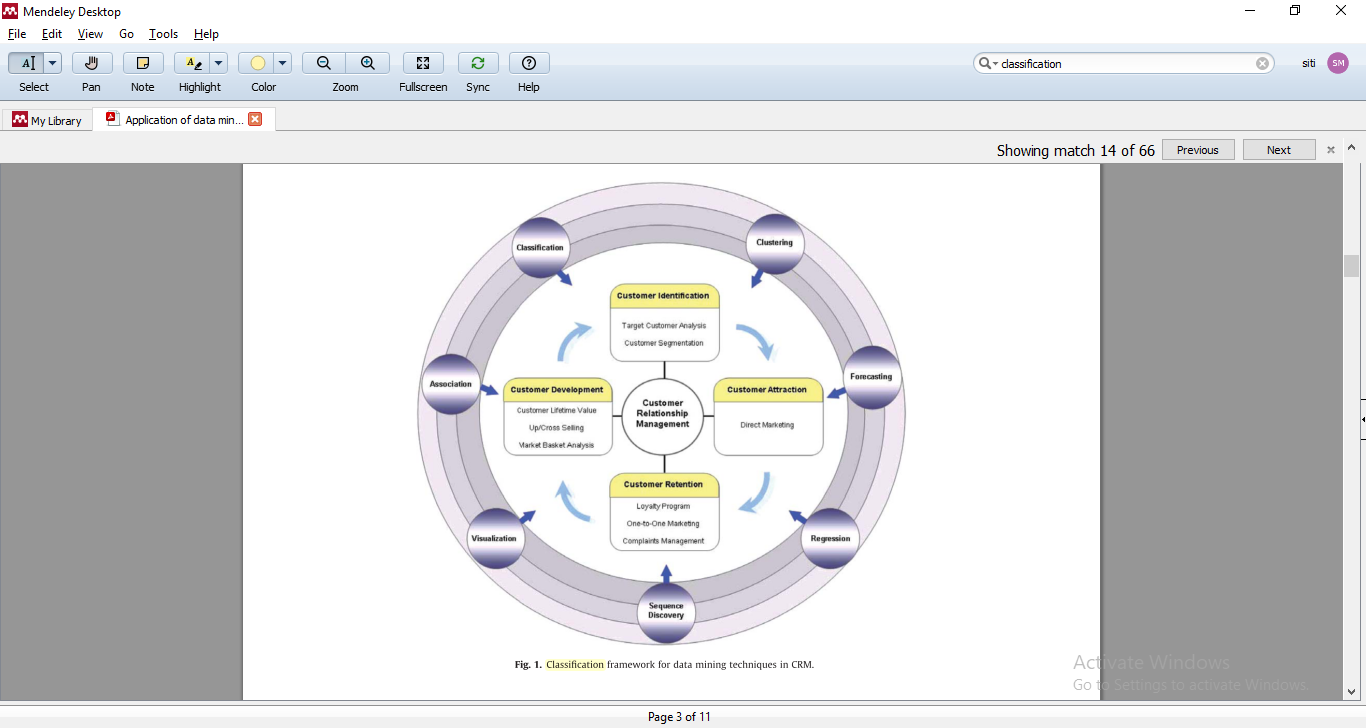 Mendeley Desktop
File Edit View Go Tools Help
classification
siti SM
Select Pan Note Highlight Color Zoom Fullscreen Sync Help
My Library Application of data min...
Showing match 14 of 66 Previous Next
Classification
Clustering
Customer Identification
Target Customer Analysis
Customer Segmentation
Association
Forecasting
Customer Development
Customer Lifetime Value
Up/Cross Selling
Market Basket Analysis
Customer
Relationship
Management
Customer Attraction
Direct Marketing
Customer Retention
Loyalty Program
One-to-One Marketing
Complaints Management
Visualization
Regression
Sequence
Discovery
Fig. 1. Classification framework for data mining techniques in CRM.
Activate Windows
Go to Settings to activate Windows.
Page 3 of 11